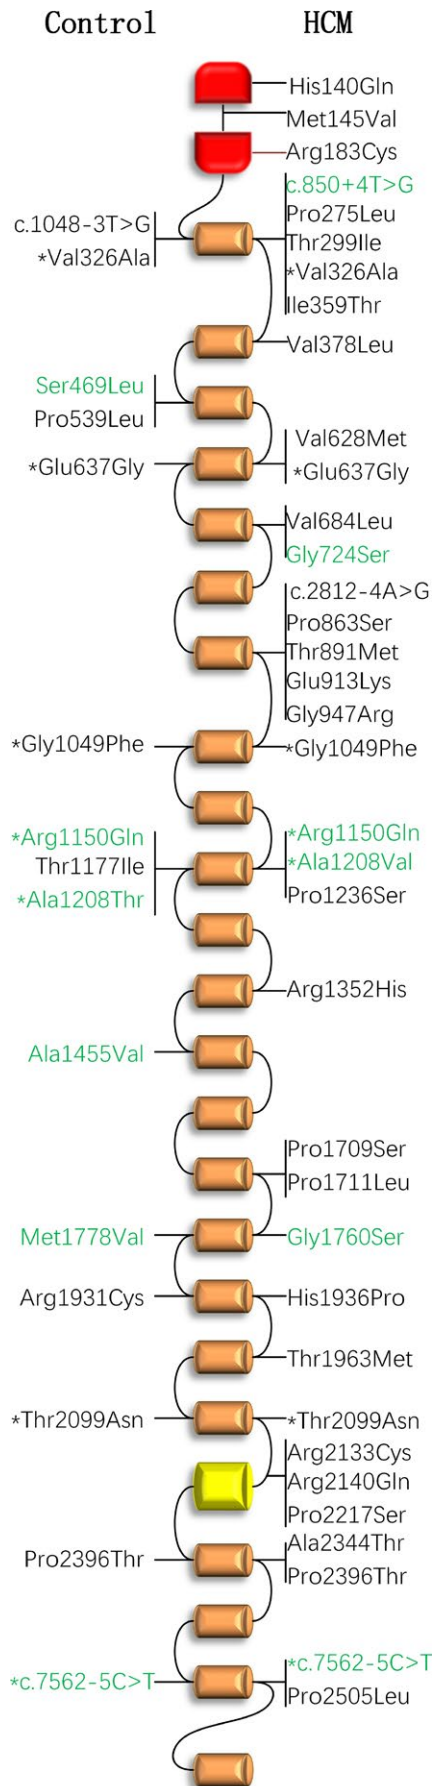 Control HCM
His140Gln
Met145Val
Arg183Cys
c.850+4T>G
Pro275Leu
c.1048-3T>G Thr299Ile
*Val326Ala *Val326Ala
Ile359Thr
Val378Leu
Ser469Leu
Pro539Leu
Val628Met
*Glu637Gly *Glu637Gly
Val684Leu
Gly724Ser
c.2812-4A>G
Pro863Ser
Thr891Met
Glu913Lys
Gly947Arg
*Gly1049Phe *Gly1049Phe
*Arg1150Gln *Arg1150Gln
Thr1177Ile *Ala1208Val
*Ala1208Thr Pro1236Ser
Arg1352His
Ala1455Val
Pro1709Ser
Pro1711Leu
Met1778Val Gly1760Ser
Arg1931Cys His1936Pro
Thr1963Met
*Thr2099Asn *Thr2099Asn
Arg2133Cys
Arg2140Gln
Pro2217Ser
Ala2344Thr
Pro2396Thr Pro2396Thr
*c.7562-5C>T *c.7562-5C>T
Pro2505Leu